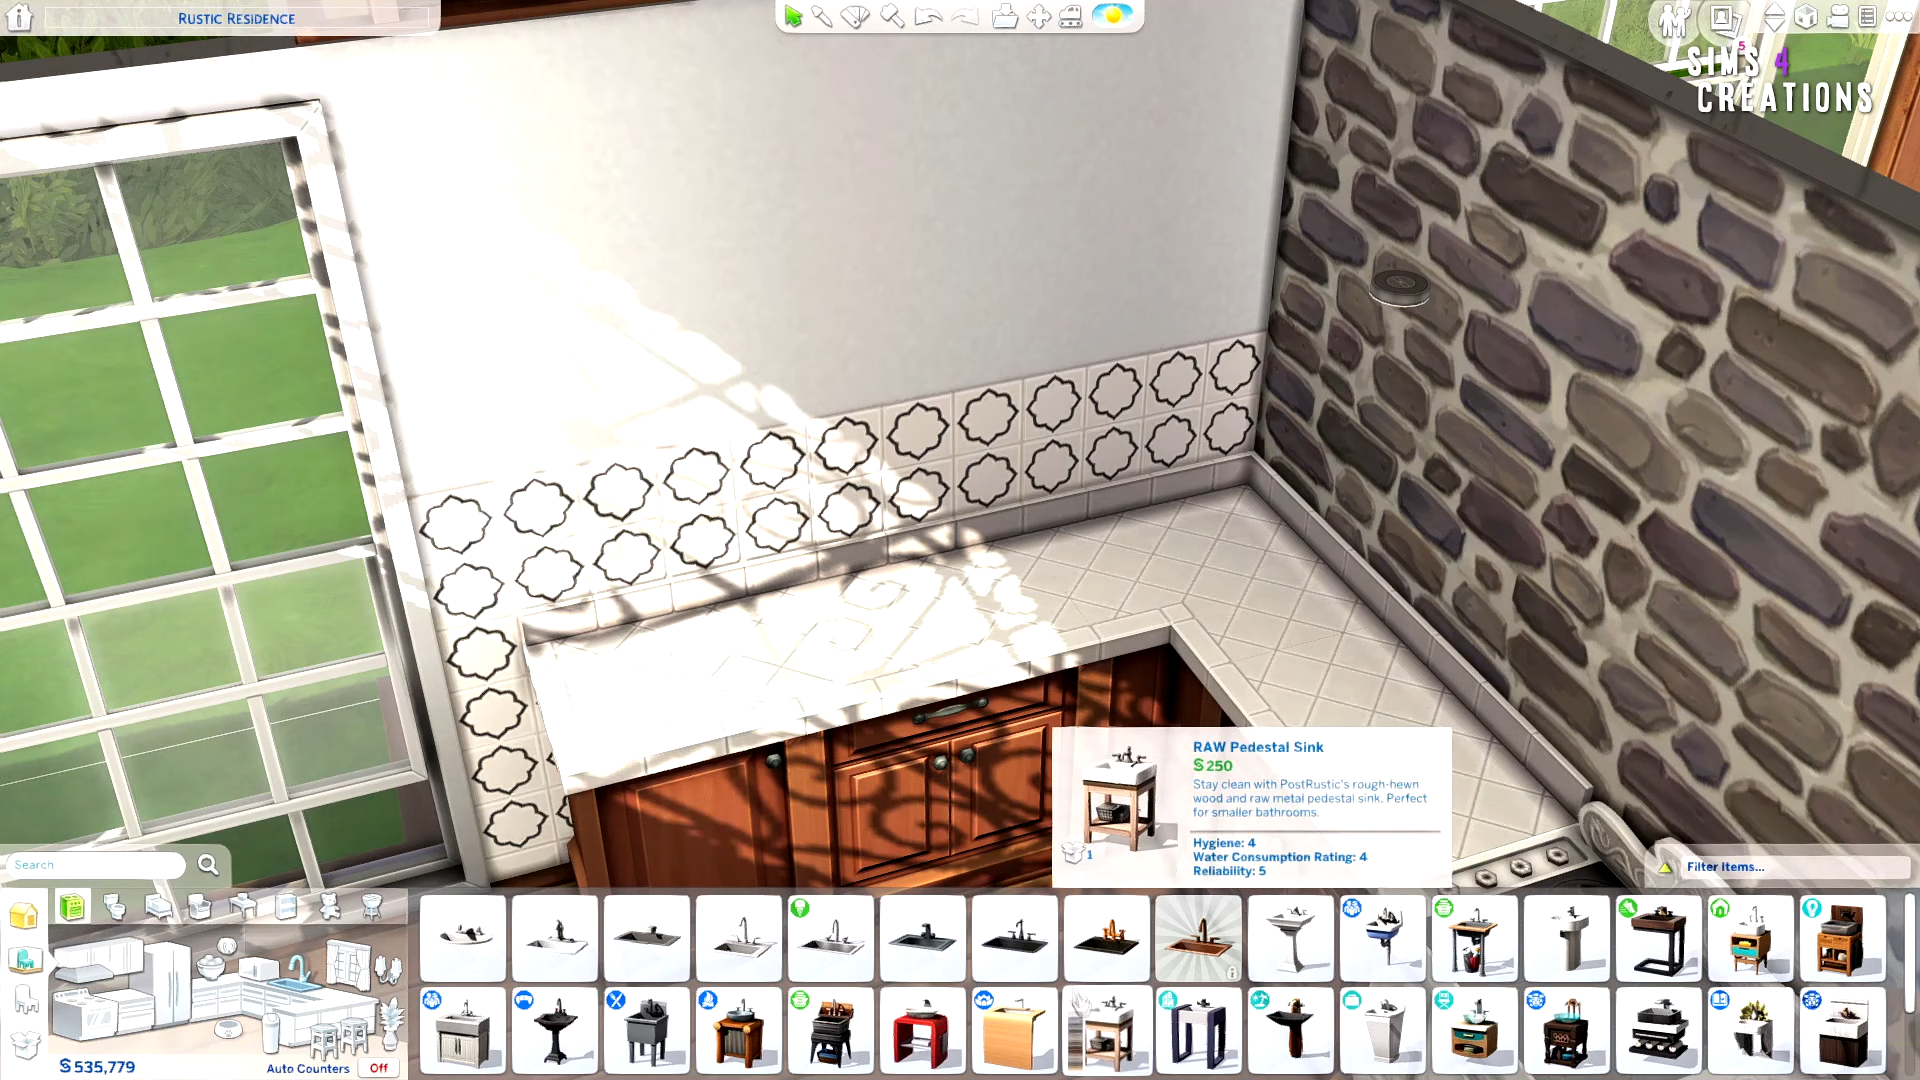 RUSTIC RESIDENCE
5
SIMS 4
CREATIONS
RAW Pedestal Sink
§250
Stay clean with PostRustic's rough-hewn
wood and raw metal pedestal sink. Perfect
for smaller bathrooms.
1
Hygiene: 4
Water Consumption Rating: 4
Reliability: 5
Search
Filter Items...
§535,779
Auto Counters
Off